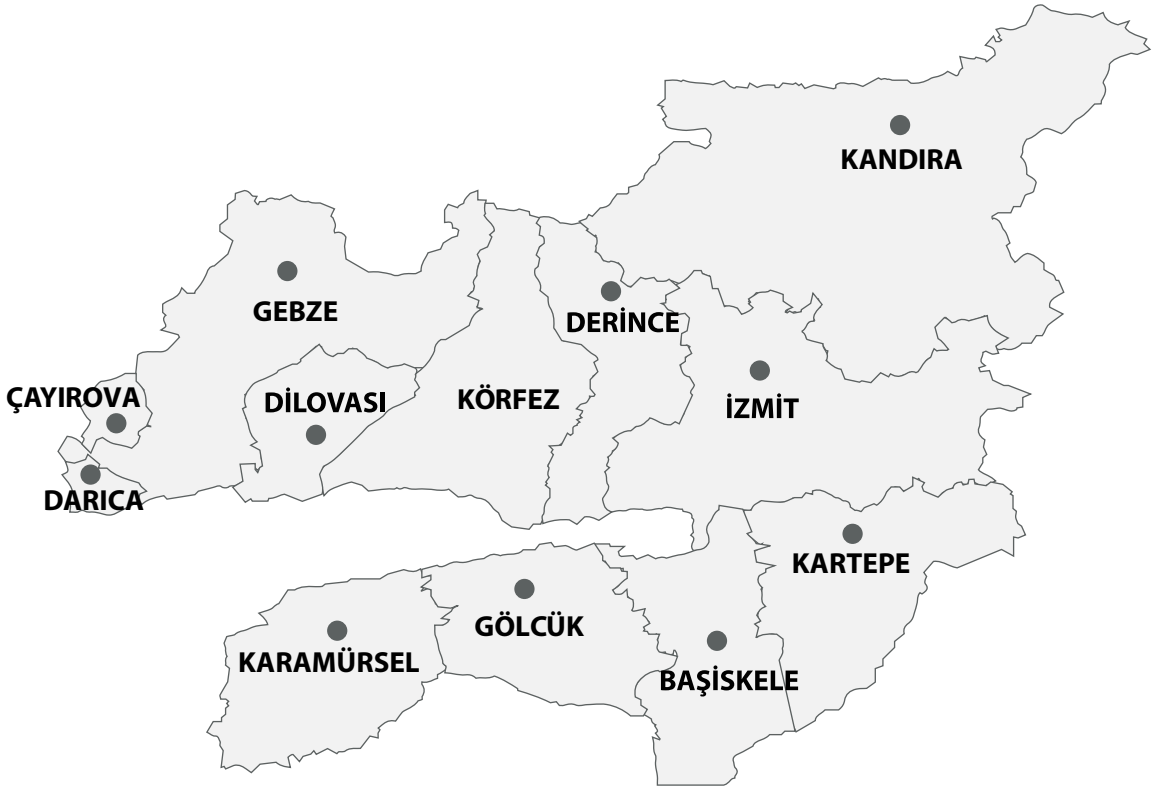 KANDIRA
GEBZE
DERİNCE
ÇAYIROVA
DİLOVASI
KÖRFEZ
İZMİT
DARICA
KARTEPE
GÖLCÜK
KARAMÜRSEL
BAŞİSKELE